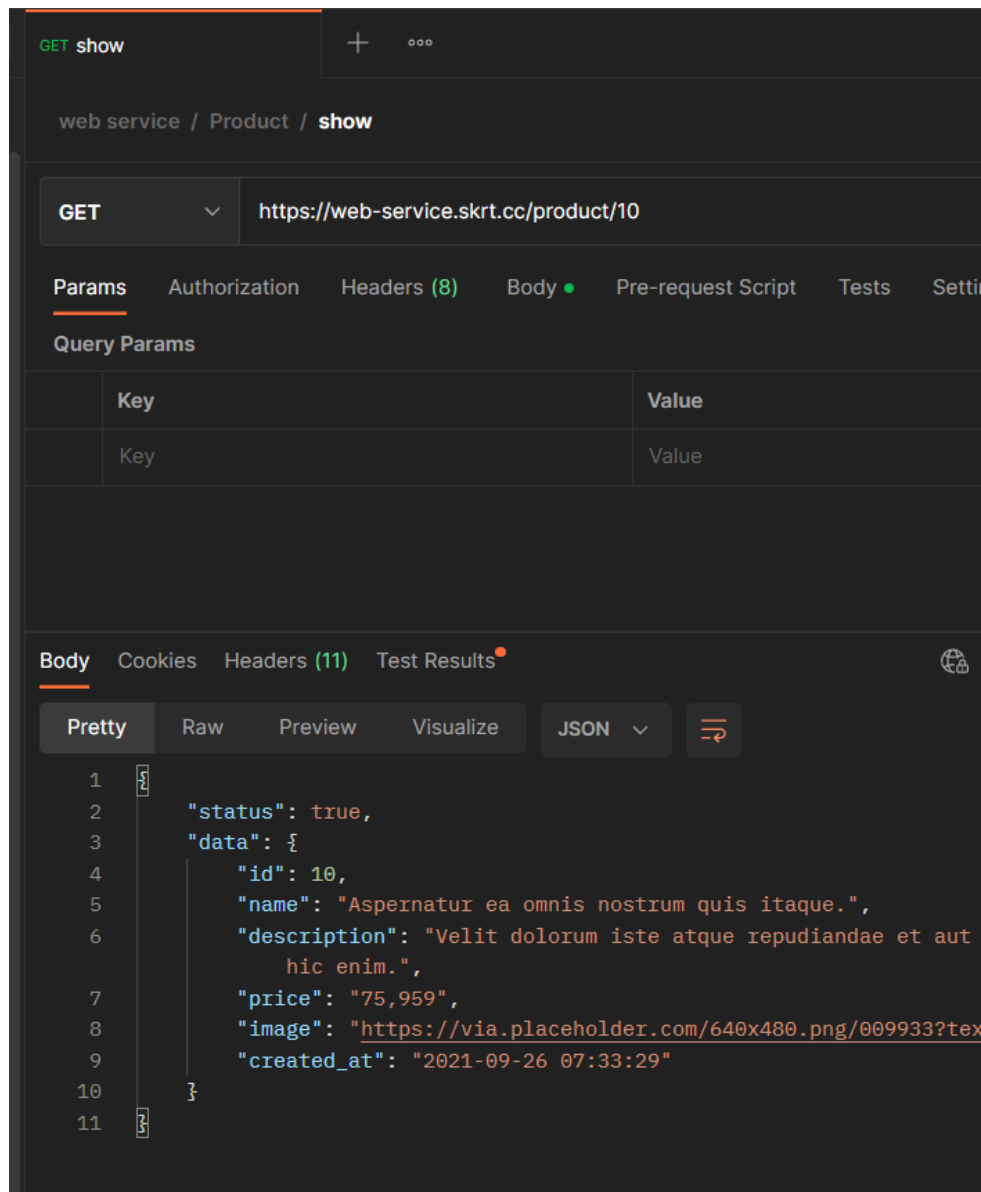 GET show
web service / Product / show
GET https://web-service.skrt.cc/product/10
Params Authorization Headers (8) Body Pre-request Script Tests
Query Params
Key Value
Key Value
Body Cookies Headers (11) Test Results
Pretty Raw Preview Visualize JSON
1 {
2 "status": true,
3 "data": {
4 "id": 10,
5 "name": "Aspernatur ea omnis nostrum quis itaque.",
6 "description": "Velit dolorum iste atque repudiandae et aut
hic enim.",
7 "price": "75,959",
8 "image": "https://via.placeholder.com/640x480.png/009933?tex
9 "created_at": "2021-09-26 07:33:29"
10 }
11 }